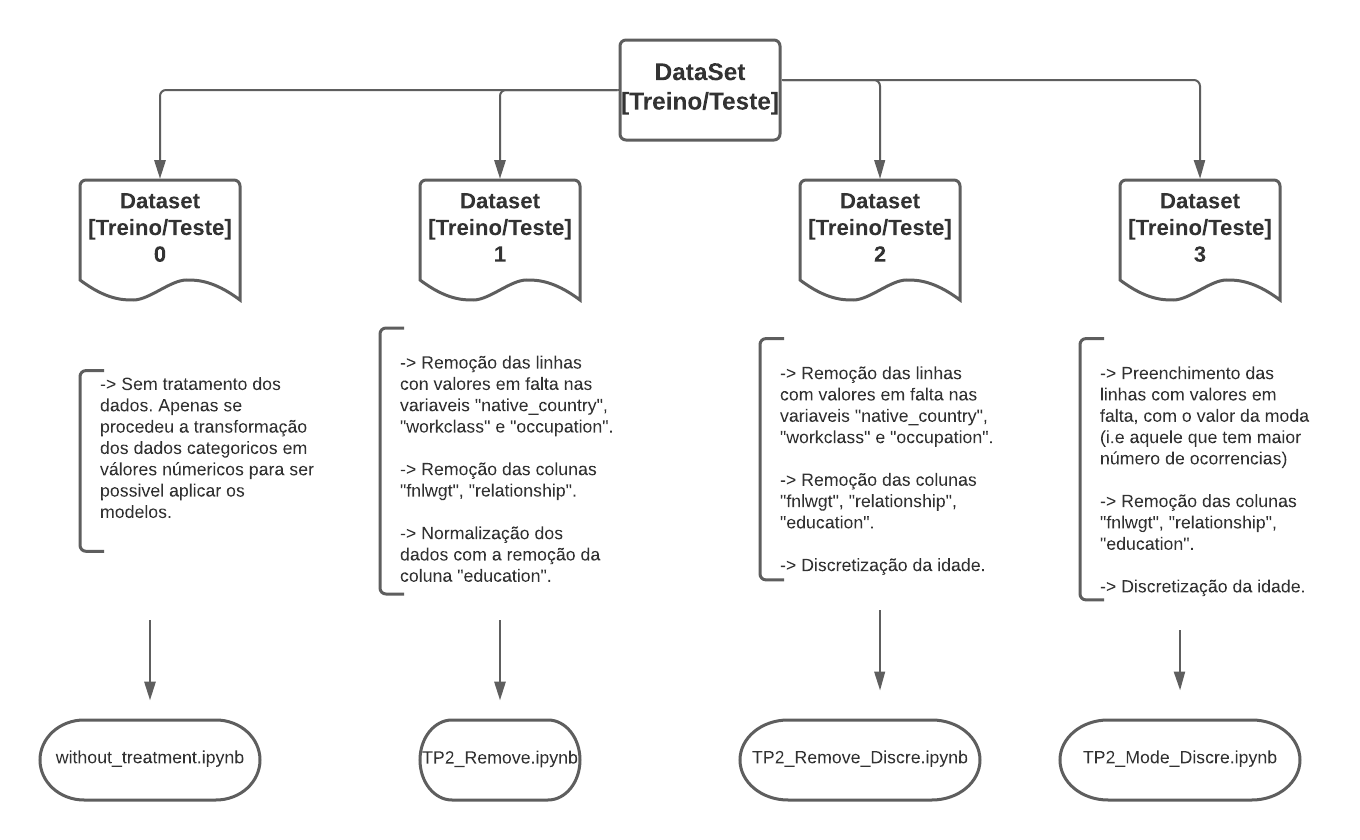 DataSet
[Treino/Teste]
Dataset
[Treino/Teste]
0
Dataset
[Treino/Teste]
1
Dataset
[Treino/Teste]
2
Dataset
[Treino/Teste]
3
-> Sem tratamento dos
dados. Apenas se
procedeu a transformação
dos dados categoricos em
válores númericos para ser
possivel aplicar os
modelos.
-> Remoção das linhas
con valores em falta nas
variaveis "native_country",
"workclass" e "occupation".
-> Remoção das colunas
"fnlwgt", "relationship".
-> Normalização dos
dados com a remoção da
coluna "education".
-> Remoção das linhas
com valores em falta nas
variaveis "native_country",
"workclass" e "occupation".
-> Remoção das colunas
"fnlwgt", "relationship",
"education".
-> Discretização da idade.
-> Preenchimento das
linhas com valores em
falta, com o valor da moda
(i.e aquele que tem maior
número de ocorrencias)
-> Remoção das colunas
"fnlwgt", "relationship",
"education".
-> Discretização da idade.
without_treatment.ipynb
TP2_Remove.ipynb
TP2_Remove_Discre.ipynb
TP2_Mode_Discre.ipynb